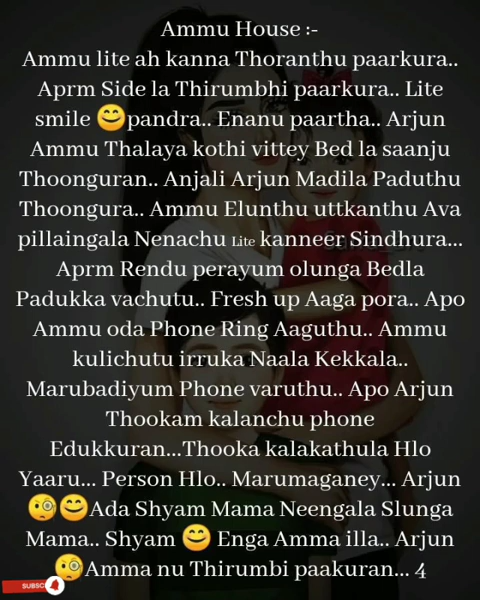 Ammu House :-
Ammu lite ah kanna Thoranthu paarkura..
Aprm Side la Thirumbhi paarkura.. Lite
smile 😊pandra.. Enanu paartha.. Arjun
Ammu Thalaya kothi vittey Bed la saanju
Thoonguran.. Anjali Arjun Madila Paduthu
Thoongura.. Ammu Elunthu uttkanthu Ava
pillaingala Nenachu Lite kanneer Sindhura...
Aprm Rendu perayum olunga Bedla
Padukka vachutu.. Fresh up Aaga pora.. Apo
Ammu oda Phone Ring Aaguthu.. Ammu
kulichutu irruka Naala Kekkala..
Marubadiyum Phone varuthu.. Apo Arjun
Thookam kalanchu phone
Edukkuran...Thooka kalakathula Hlo
Yaaru... Person Hlo.. Marumaganey... Arjun
🧐😊Ada Shyam Mama Neengala Slunga
Mama.. Shyam 😊 Enga Amma illa.. Arjun
🧐Amma nu Thirumbi paakuran... 4